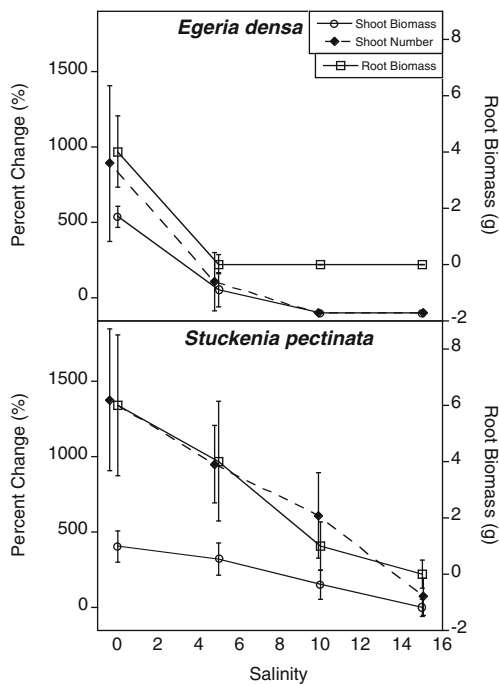 Egeria densa
Shoot Biomass
Shoot Number
Root Biomass
Percent Change (%)
1500
1000
500
0
Root Biomass (g)
8
6
4
2
0
-2
Stuckenia pectinata
Percent Change (%)
1500
1000
500
0
Root Biomass (g)
8
6
4
2
0
-2
0 2 4 6 8 10 12 14 16
Salinity